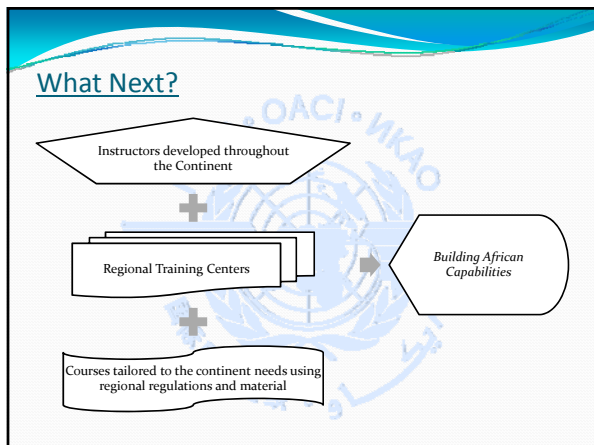 What Next?
OACI • ИКАО
Instructors developed throughout
the Continent
Regional Training Centers
Building African
Capabilities
Courses tailored to the continent needs using
regional regulations and material